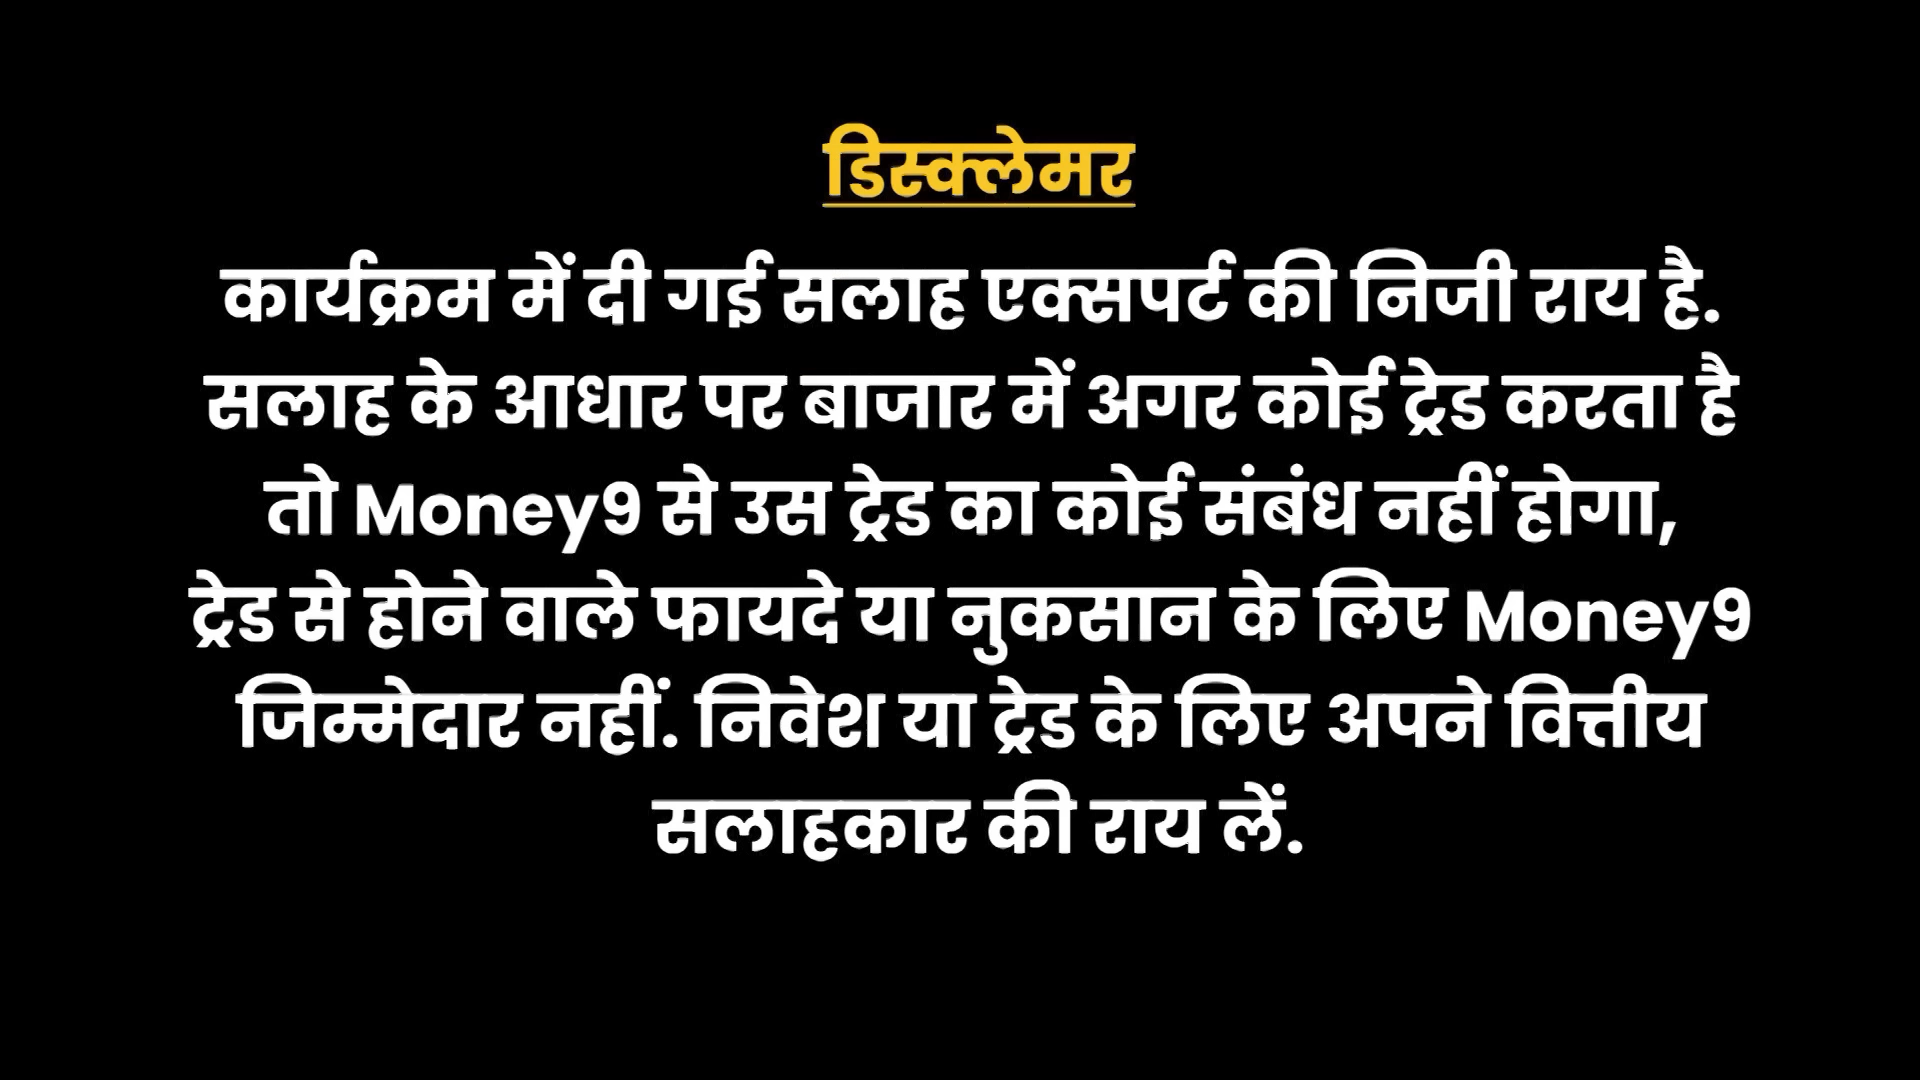 डिस्क्लेमर
कार्यक्रम में दी गई सलाह एक्सपर्ट की निजी राय है.
सलाह के आधार पर बाजार में अगर कोई ट्रेड करता है
तो Money9 से उस ट्रेड का कोई संबंध नहीं होगा,
ट्रेड से होने वाले फायदे या नुकसान के लिए Money9
जिम्मेदार नहीं. निवेश या ट्रेड के लिए अपने वित्तीय
सलाहकार की राय लें.